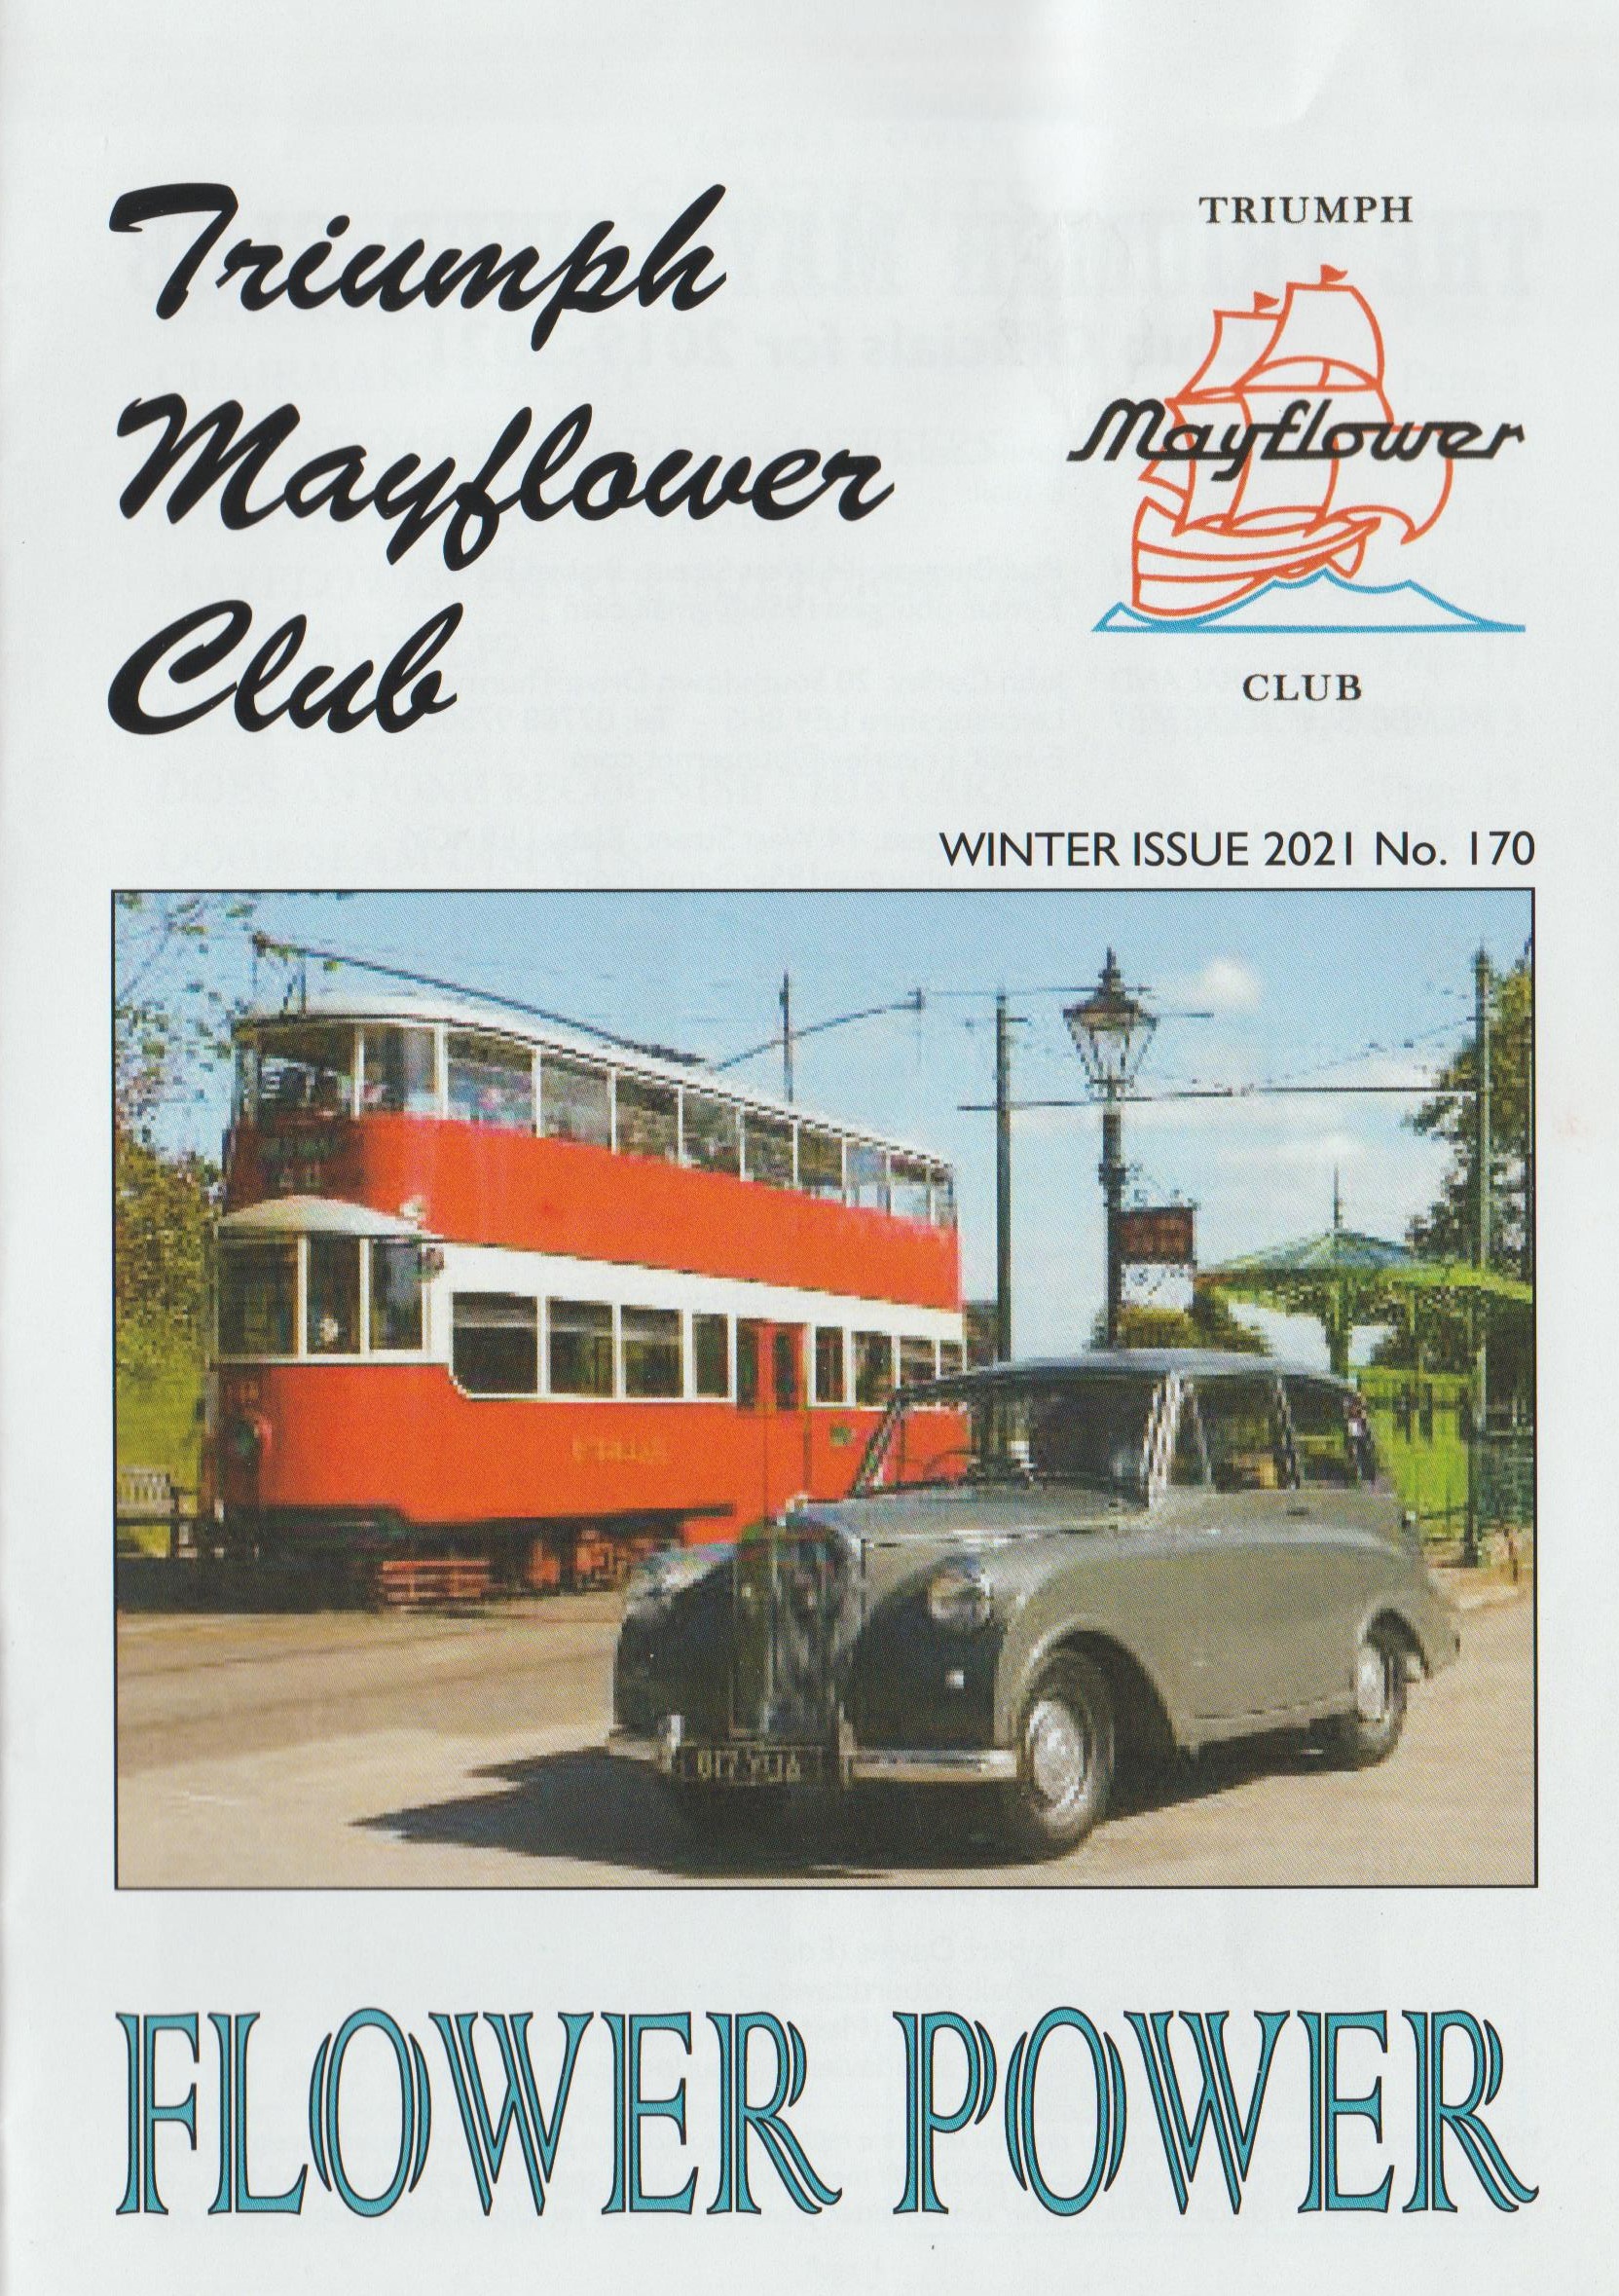 Triumph
Mayflower
Club
TRIUMPH
Mayflower
CLUB
WINTER ISSUE 2021 No. 170
FLOWER POWER